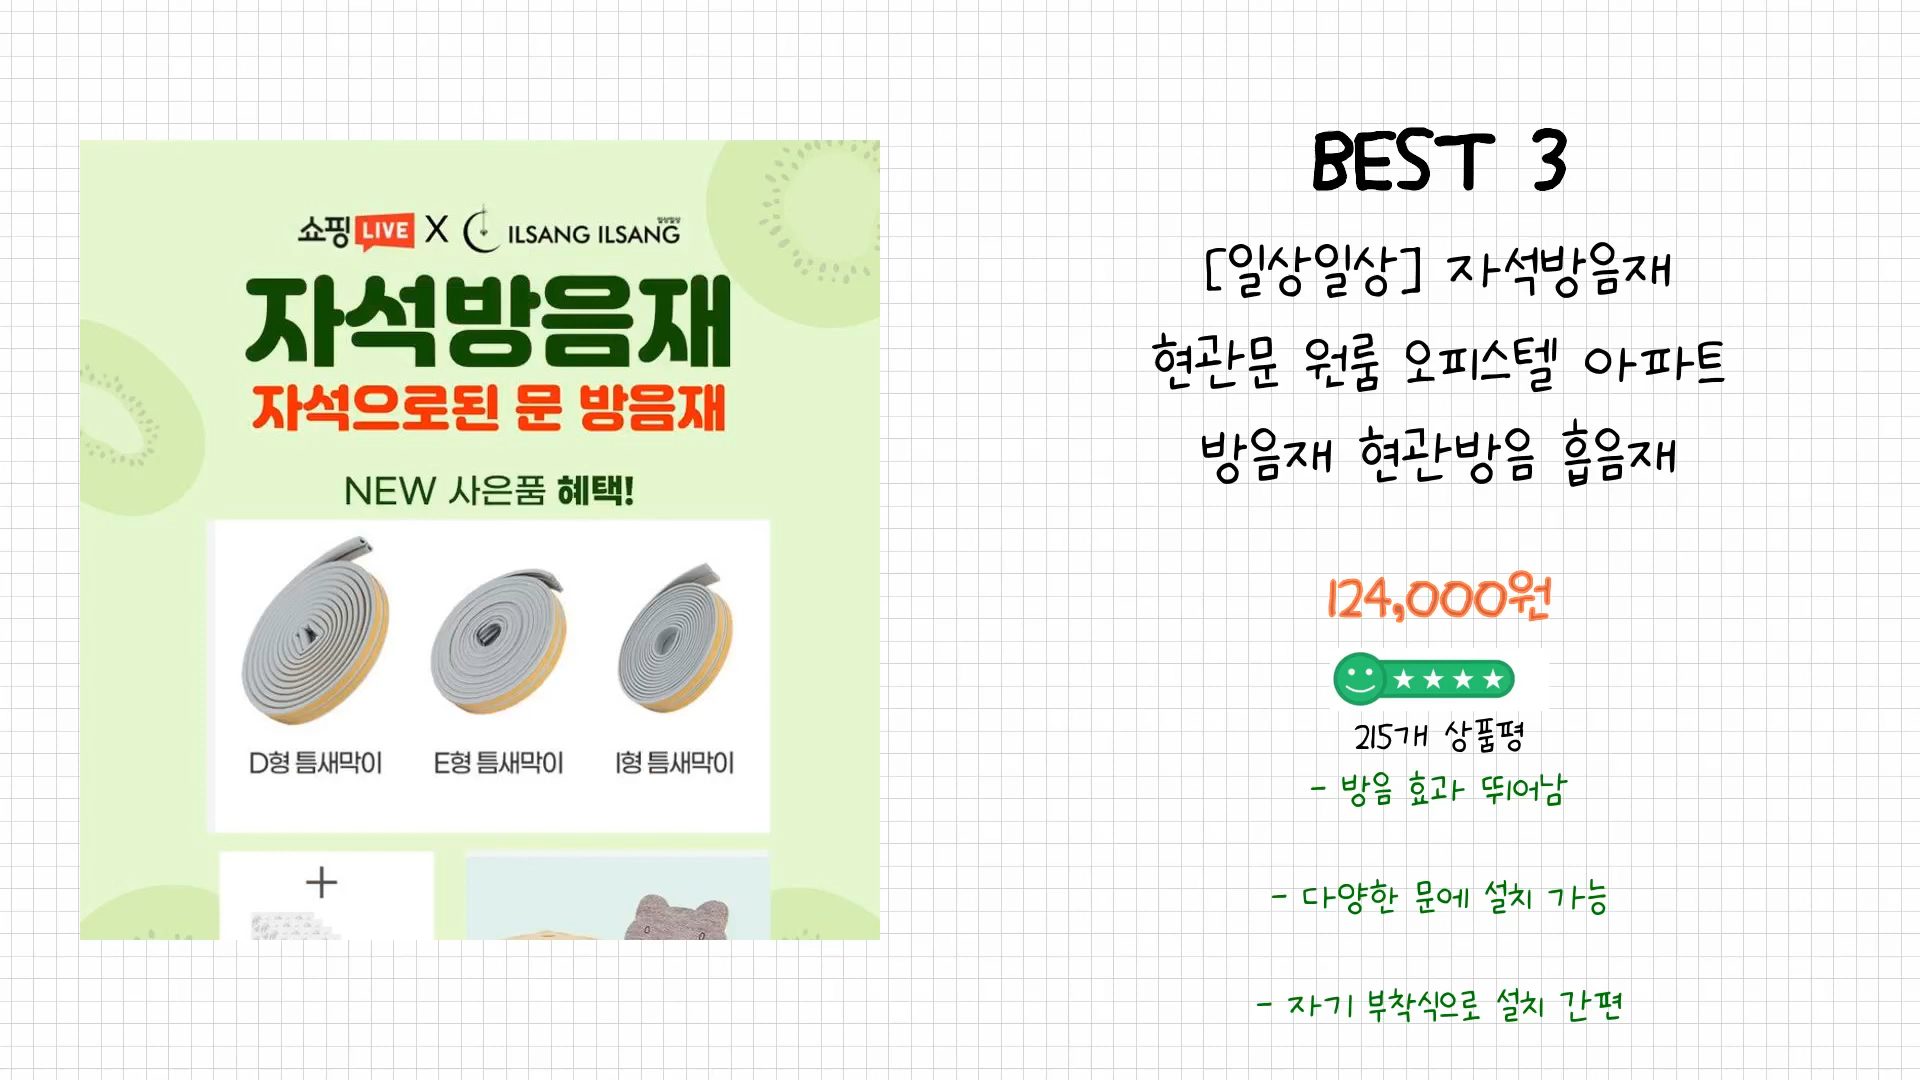 쇼핑 LIVE X ILSANG ILSANG 일상일상
자석방음재
자석으로된 문 방음재
NEW 사은품 혜택!
D형 틈새막이 E형 틈새막이 I형 틈새막이
+
BEST 3
[일상일상] 자석방음재
현관문 원룸 오피스텔 아파트
방음재 현관방음 흡음재
124,000원
215개 상품평
- 방음 효과 뛰어남
- 다양한 문에 설치 가능
- 자기 부착식으로 설치 간편